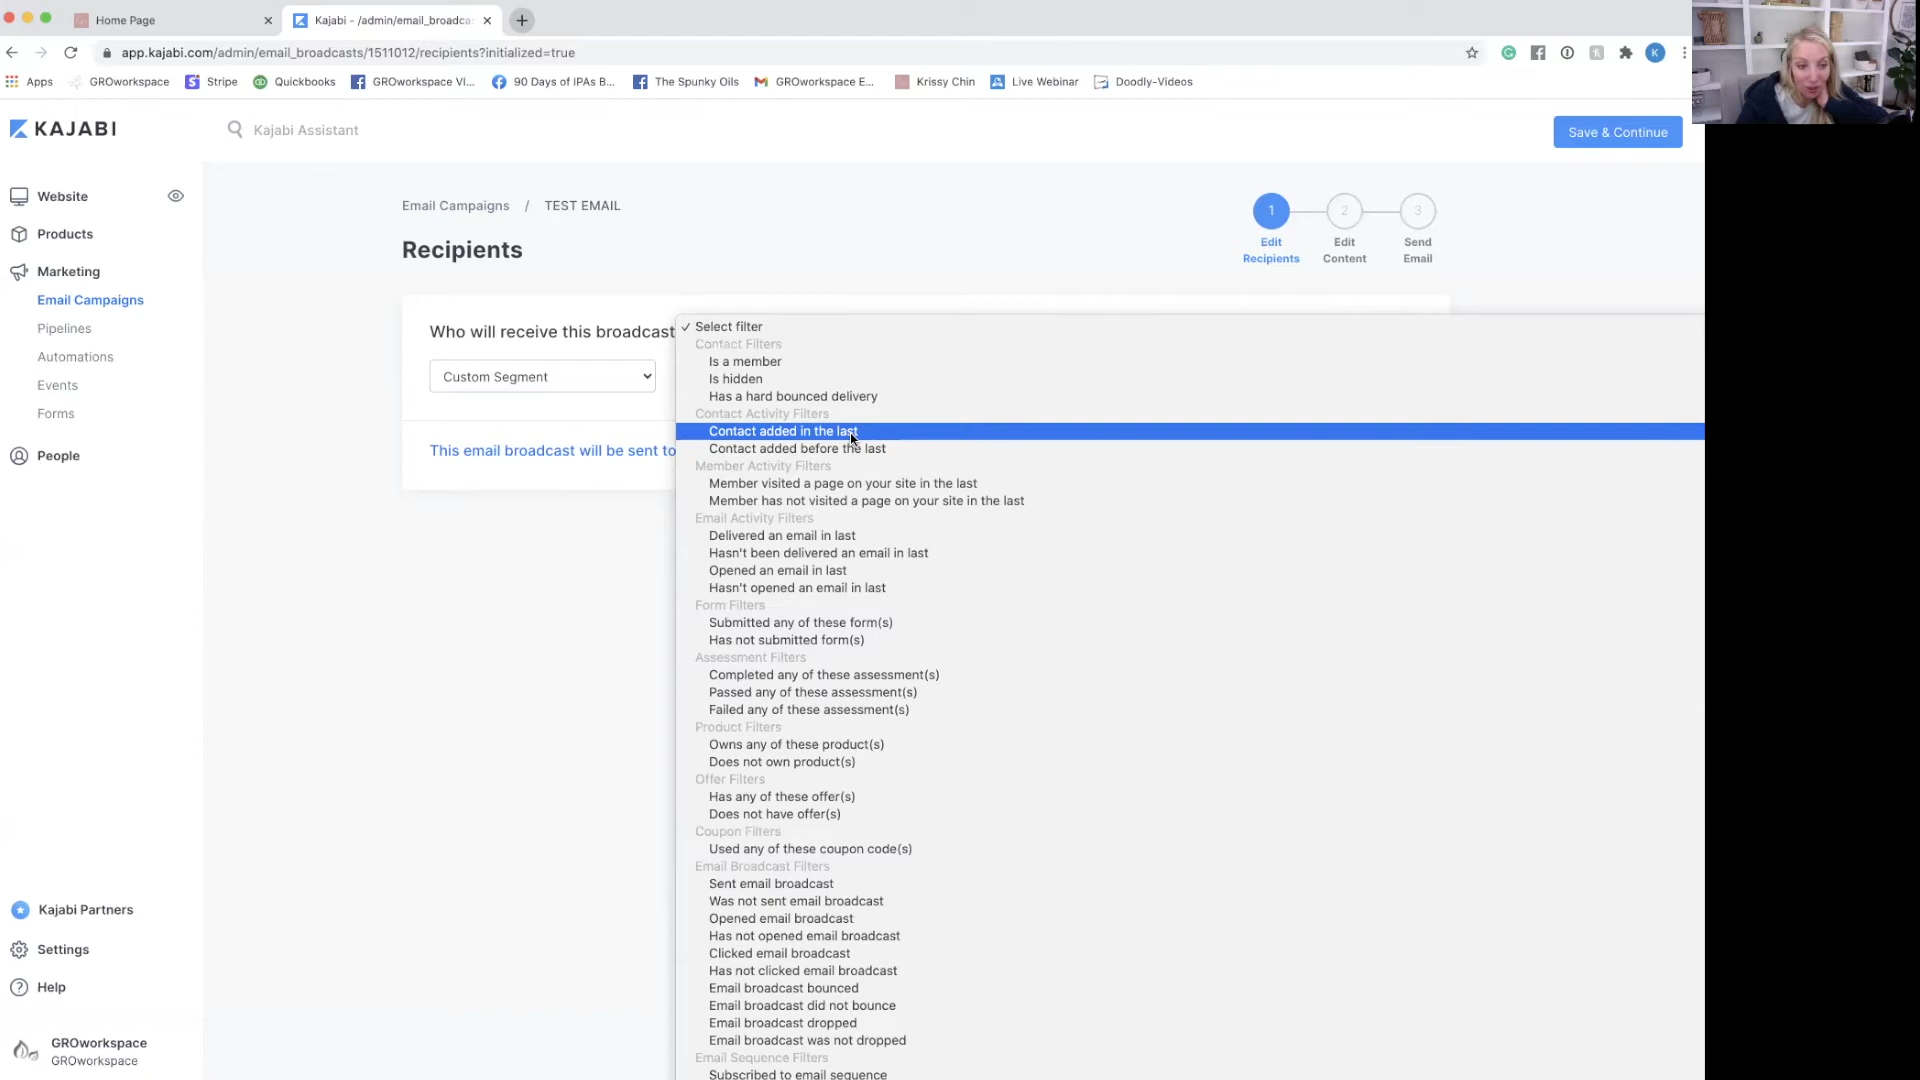 Home Page
Kajabi - /admin/email_broadca
app.kajabi.com/admin/email_broadcasts/1511012/recipients?initialized=true
K
Apps
GROworkspace
Stripe
Quickbooks
GROworkspace VI...
90 Days of IPAs B...
The Spunky Oils
GROworkspace E...
Krissy Chin
Live Webinar
Doodly-Videos
KAJABI
Kajabi Assistant
Save & Continue
Website
Products
Marketing
Email Campaigns
Pipelines
Automations
Events
Forms
People
Kajabi Partners
Settings
Help
GROworkspace
GROworkspace
Email Campaigns / TEST EMAIL
Recipients
1
Edit
Recipients
2
Edit
Content
3
Send
Email
Who will receive this broadcast
Custom Segment
This email broadcast will be sent to
✓ Select filter
Contact Filters
Is a member
Is hidden
Has a hard bounced delivery
Contact Activity Filters
Contact added in the last
Contact added before the last
Member Activity Filters
Member visited a page on your site in the last
Member has not visited a page on your site in the last
Email Activity Filters
Delivered an email in last
Hasn't been delivered an email in last
Opened an email in last
Hasn't opened an email in last
Form Filters
Submitted any of these form(s)
Has not submitted form(s)
Assessment Filters
Completed any of these assessment(s)
Passed any of these assessment(s)
Failed any of these assessment(s)
Product Filters
Owns any of these product(s)
Does not own product(s)
Offer Filters
Has any of these offer(s)
Does not have offer(s)
Coupon Filters
Used any of these coupon code(s)
Email Broadcast Filters
Sent email broadcast
Was not sent email broadcast
Opened email broadcast
Has not opened email broadcast
Clicked email broadcast
Has not clicked email broadcast
Email broadcast bounced
Email broadcast did not bounce
Email broadcast dropped
Email broadcast was not dropped
Email Sequence Filters
Subscribed to email sequence